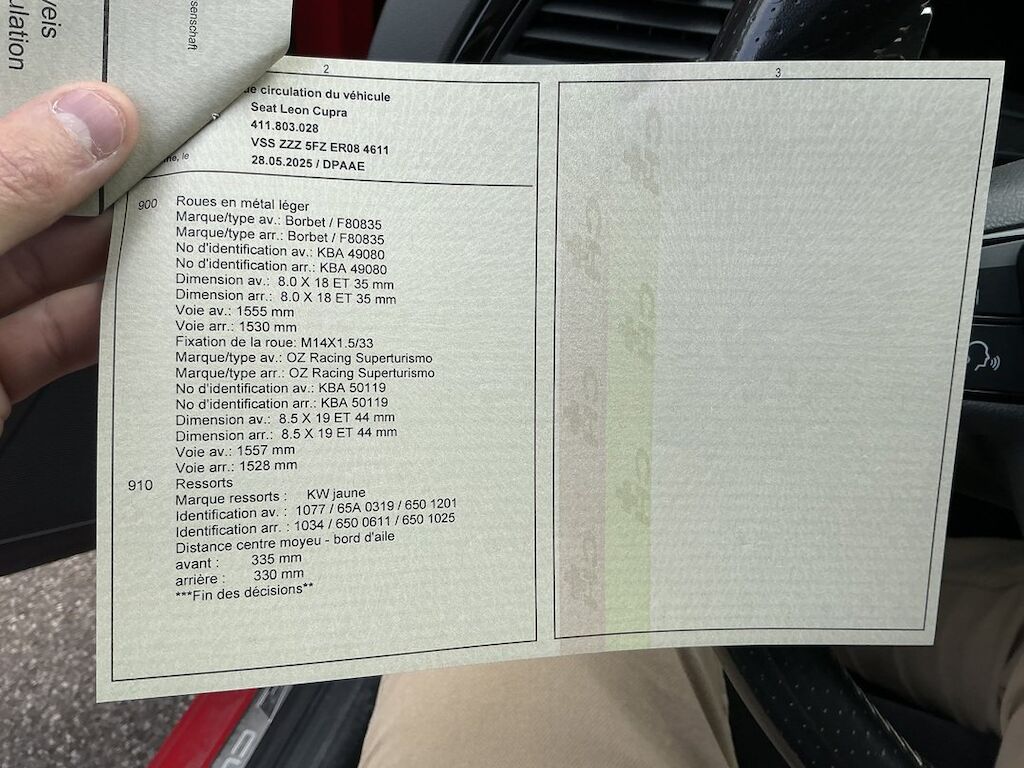 eis
ulation
senschaft
2
3
de circulation du véhicule
Seat Leon Cupra
411.803.028
VSS ZZZ 5FZ ER08 4611
ne, le
28.05.2025 / DPAAE
900 Roues en métal léger
Marque/type av.: Borbet / F80835
Marque/type arr.: Borbet / F80835
No d'identification av.: KBA 49080
No d'identification arr.: KBA 49080
Dimension av.: 8.0 X 18 ET 35 mm
Dimension arr.: 8.0 X 18 ET 35 mm
Voie av.: 1555 mm
Voie arr.: 1530 mm
Fixation de la roue: M14X1.5/33
Marque/type av.: OZ Racing Superturismo
Marque/type arr.: OZ Racing Superturismo
No d'identification av.: KBA 50119
No d'identification arr.: KBA 50119
Dimension av.: 8.5 X 19 ET 44 mm
Dimension arr.: 8.5 X 19 ET 44 mm
Voie av.: 1557 mm
Voie arr.: 1528 mm
910 Ressorts
Marque ressorts : KW jaune
Identification av. : 1077 / 65A 0319 / 650 1201
Identification arr. : 1034 / 650 0611 / 650 1025
Distance centre moyeu - bord d'aile
avant : 335 mm
arrière : 330 mm
***Fin des décisions**